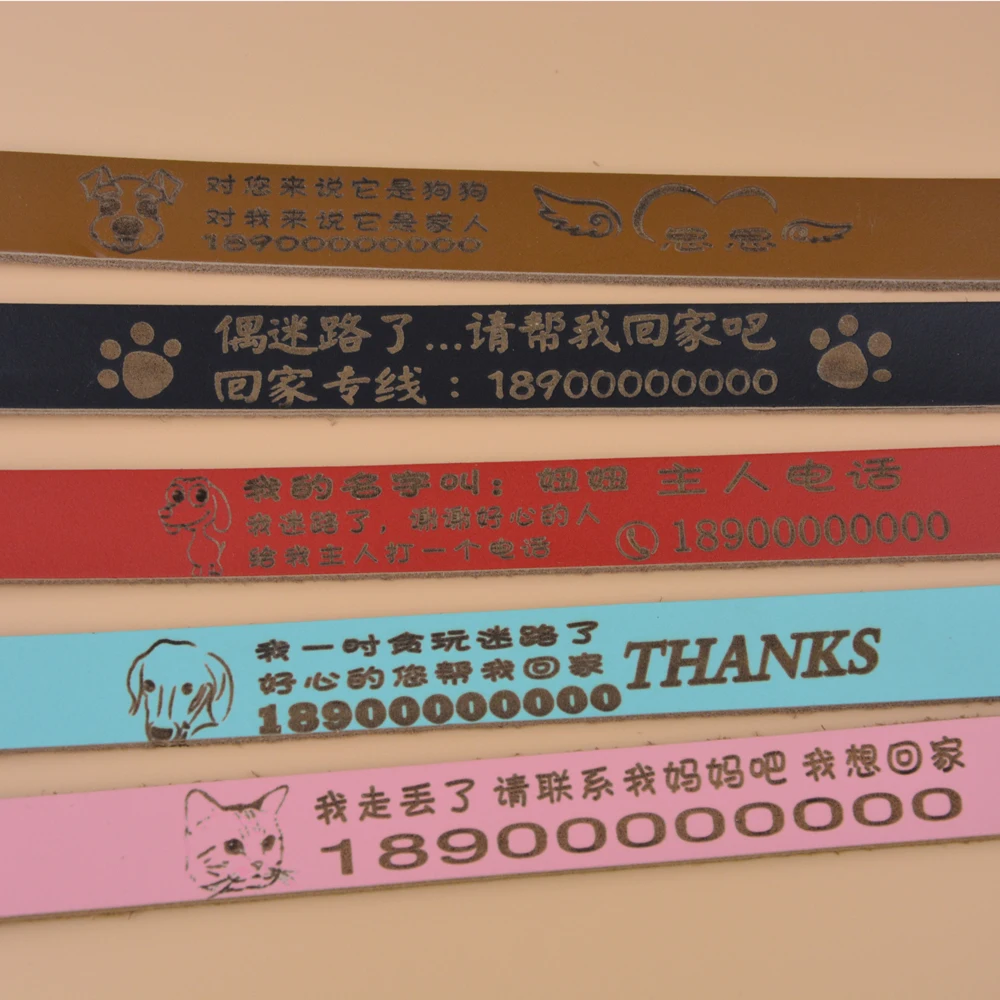 对您来说它是狗狗
对我来说它是家人
18900000000
思思
偶迷路了...请帮我回家吧
回家专线：18900000000
我的名字叫：妞妞 主人电话
我迷路了，谢谢好心的人
给我主人打一个电话
18900000000
我一时贪玩迷路了
好心的您帮我回家
18900000000
THANKS
我走丢了 请联系我妈妈吧 我想回家
18900000000